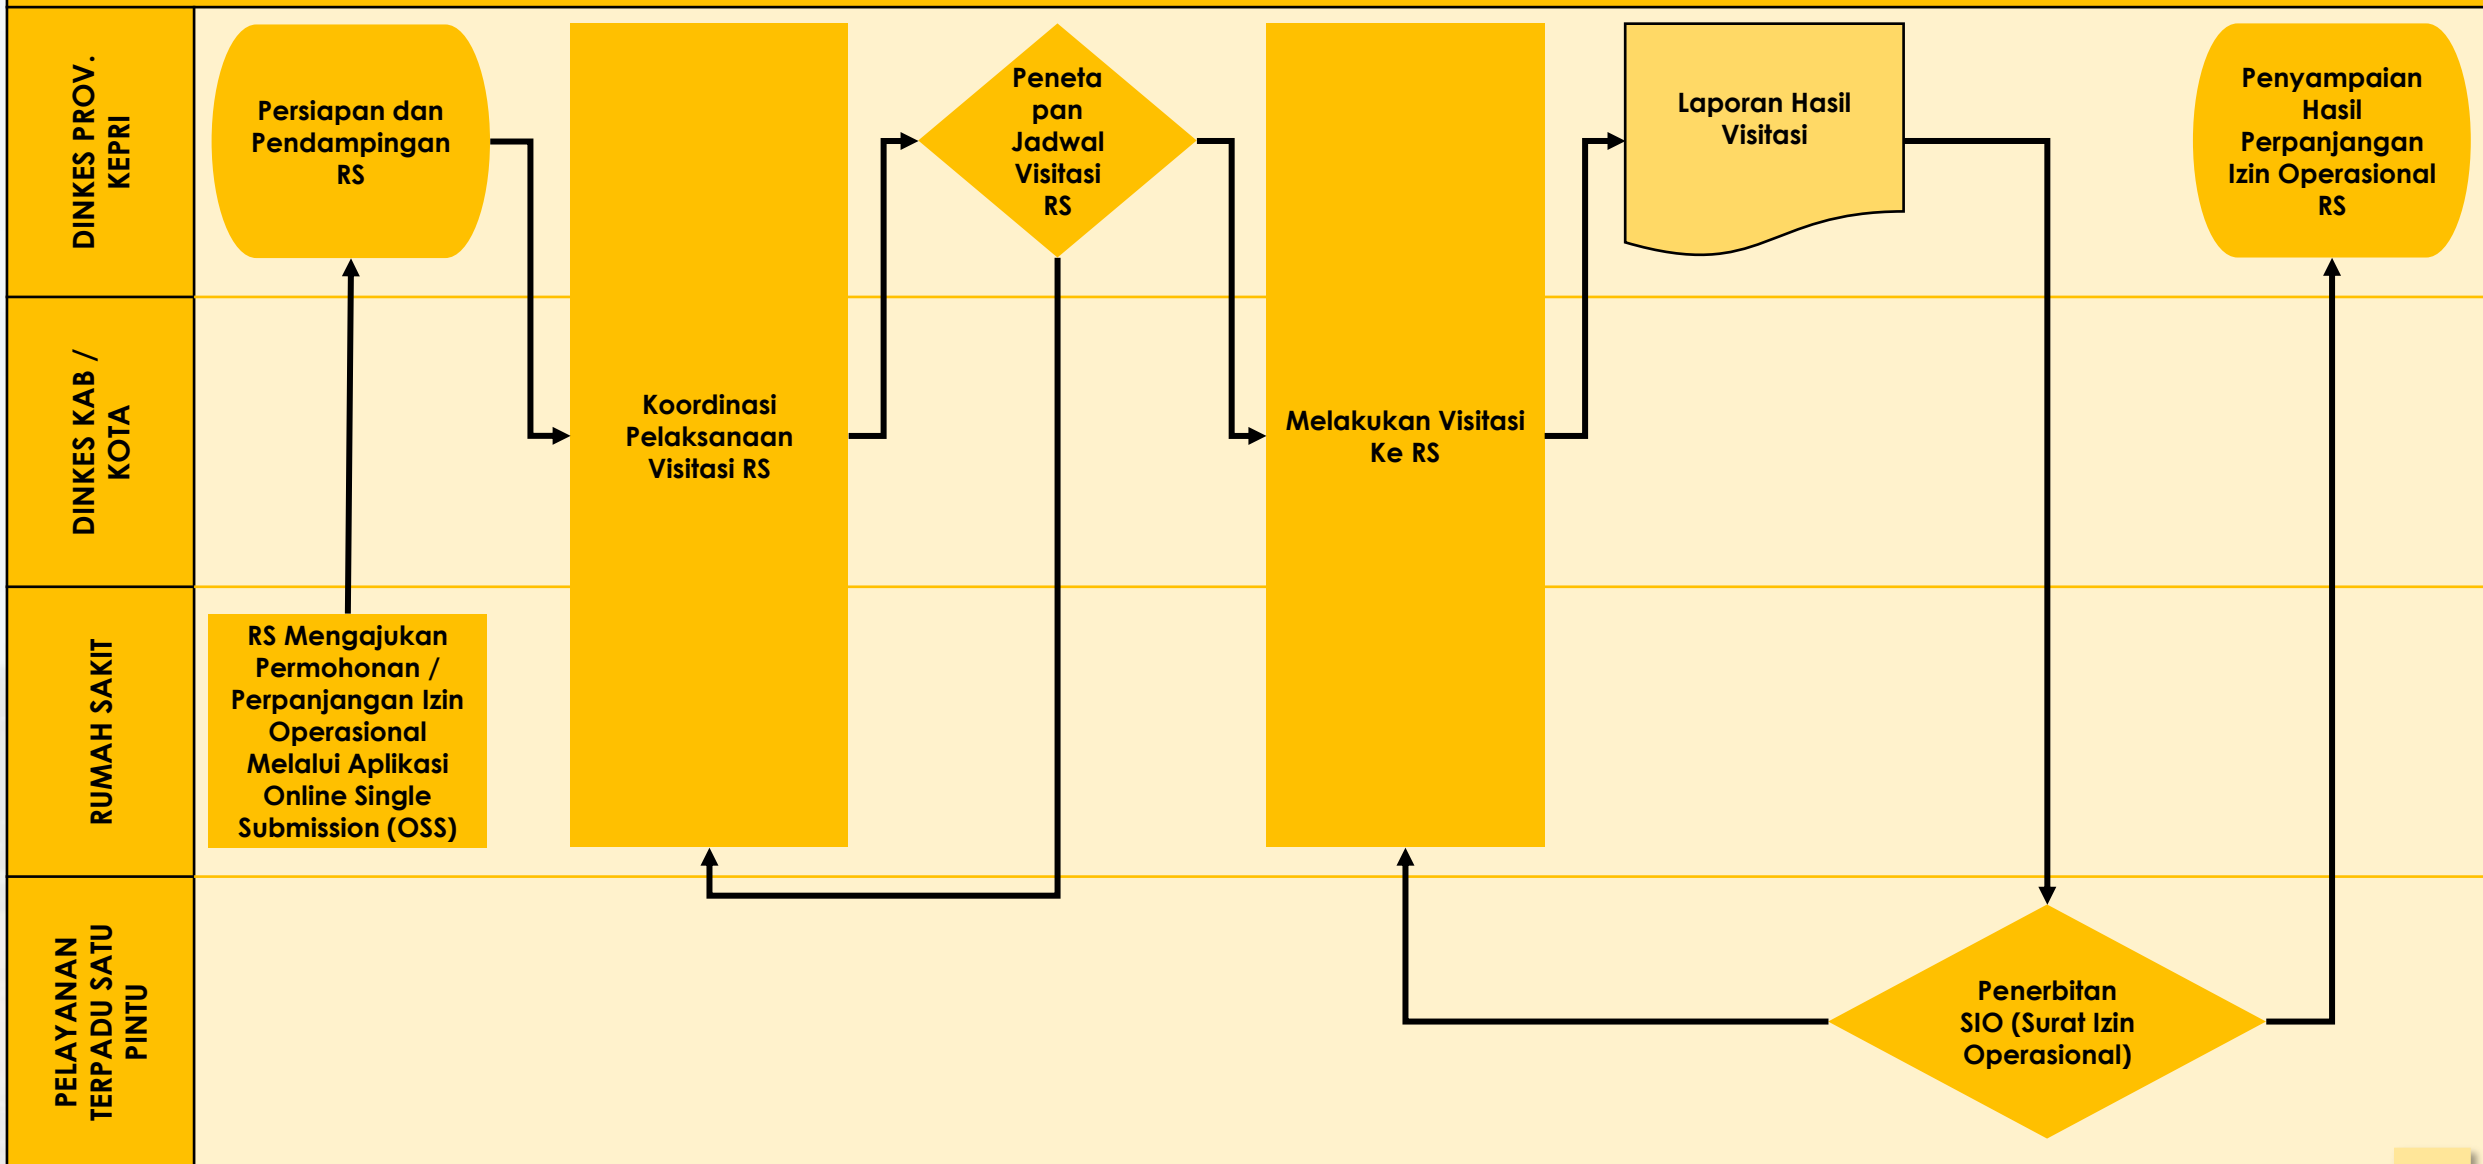 DINKES PROV.
KEPRI
Persiapan dan
Pendampingan
RS
Peneta
pan
Jadwal
Visitasi
RS
Laporan Hasil
Visitasi
Penyampaian
Hasil
Perpanjangan
Izin Operasional
RS
DINKES KAB /
KOTA
Koordinasi
Pelaksanaan
Visitasi RS
Melakukan Visitasi
Ke RS
RUMAH SAKIT
RS Mengajukan
Permohonan /
Perpanjangan Izin
Operasional
Melalui Aplikasi
Online Single
Submission (OSS)
PELAYANAN
TERPADU SATU
PINTU
Penerbitan
SIO (Surat Izin
Operasional)